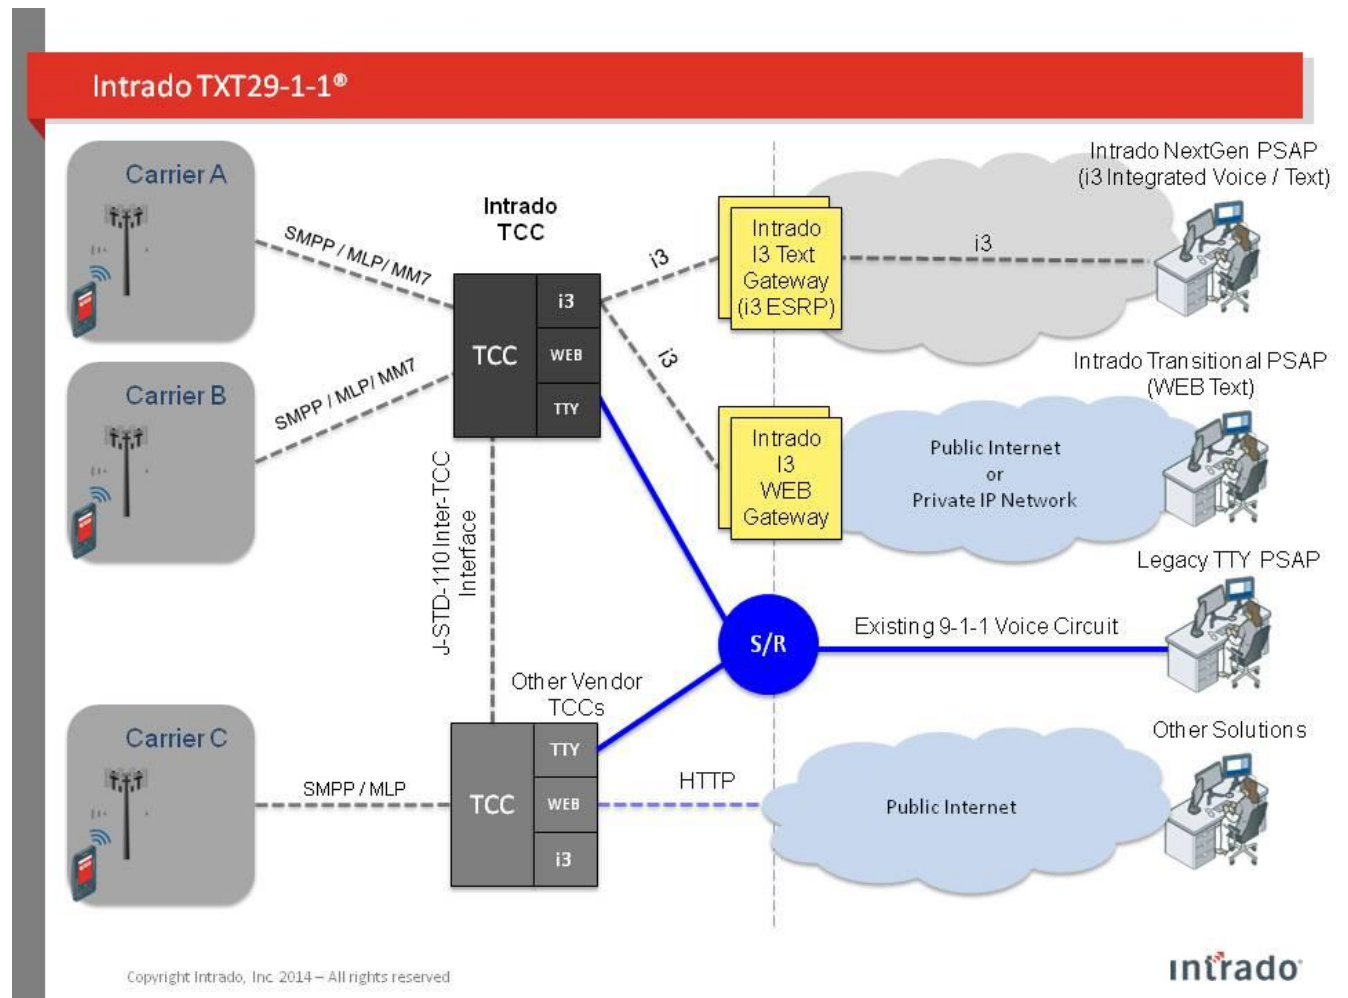 Intrado TXT29-1-1®
Carrier A
SMPP / MLP/ MM7
Intrado
TCC
TCC
i3
WEB
TTY
i3
i3
Intrado
I3 Text
Gateway
(i3 ESRP)
i3
Intrado NextGen PSAP
(i3 Integrated Voice / Text)
Carrier B
SMPP / MLP/ MM7
Intrado
I3
WEB
Gateway
Public Internet
or
Private IP Network
Intrado Transitional PSAP
(WEB Text)
J-STD-110 Inter-TCC
Interface
S/R
Existing 9-1-1 Voice Circuit
Legacy TTY PSAP
Carrier C
SMPP / MLP
Other Vendor
TCCs
TCC
TTY
WEB
i3
HTTP
Public Internet
Other Solutions
Copyright Intrado, Inc. 2014 – All rights reserved
intrado